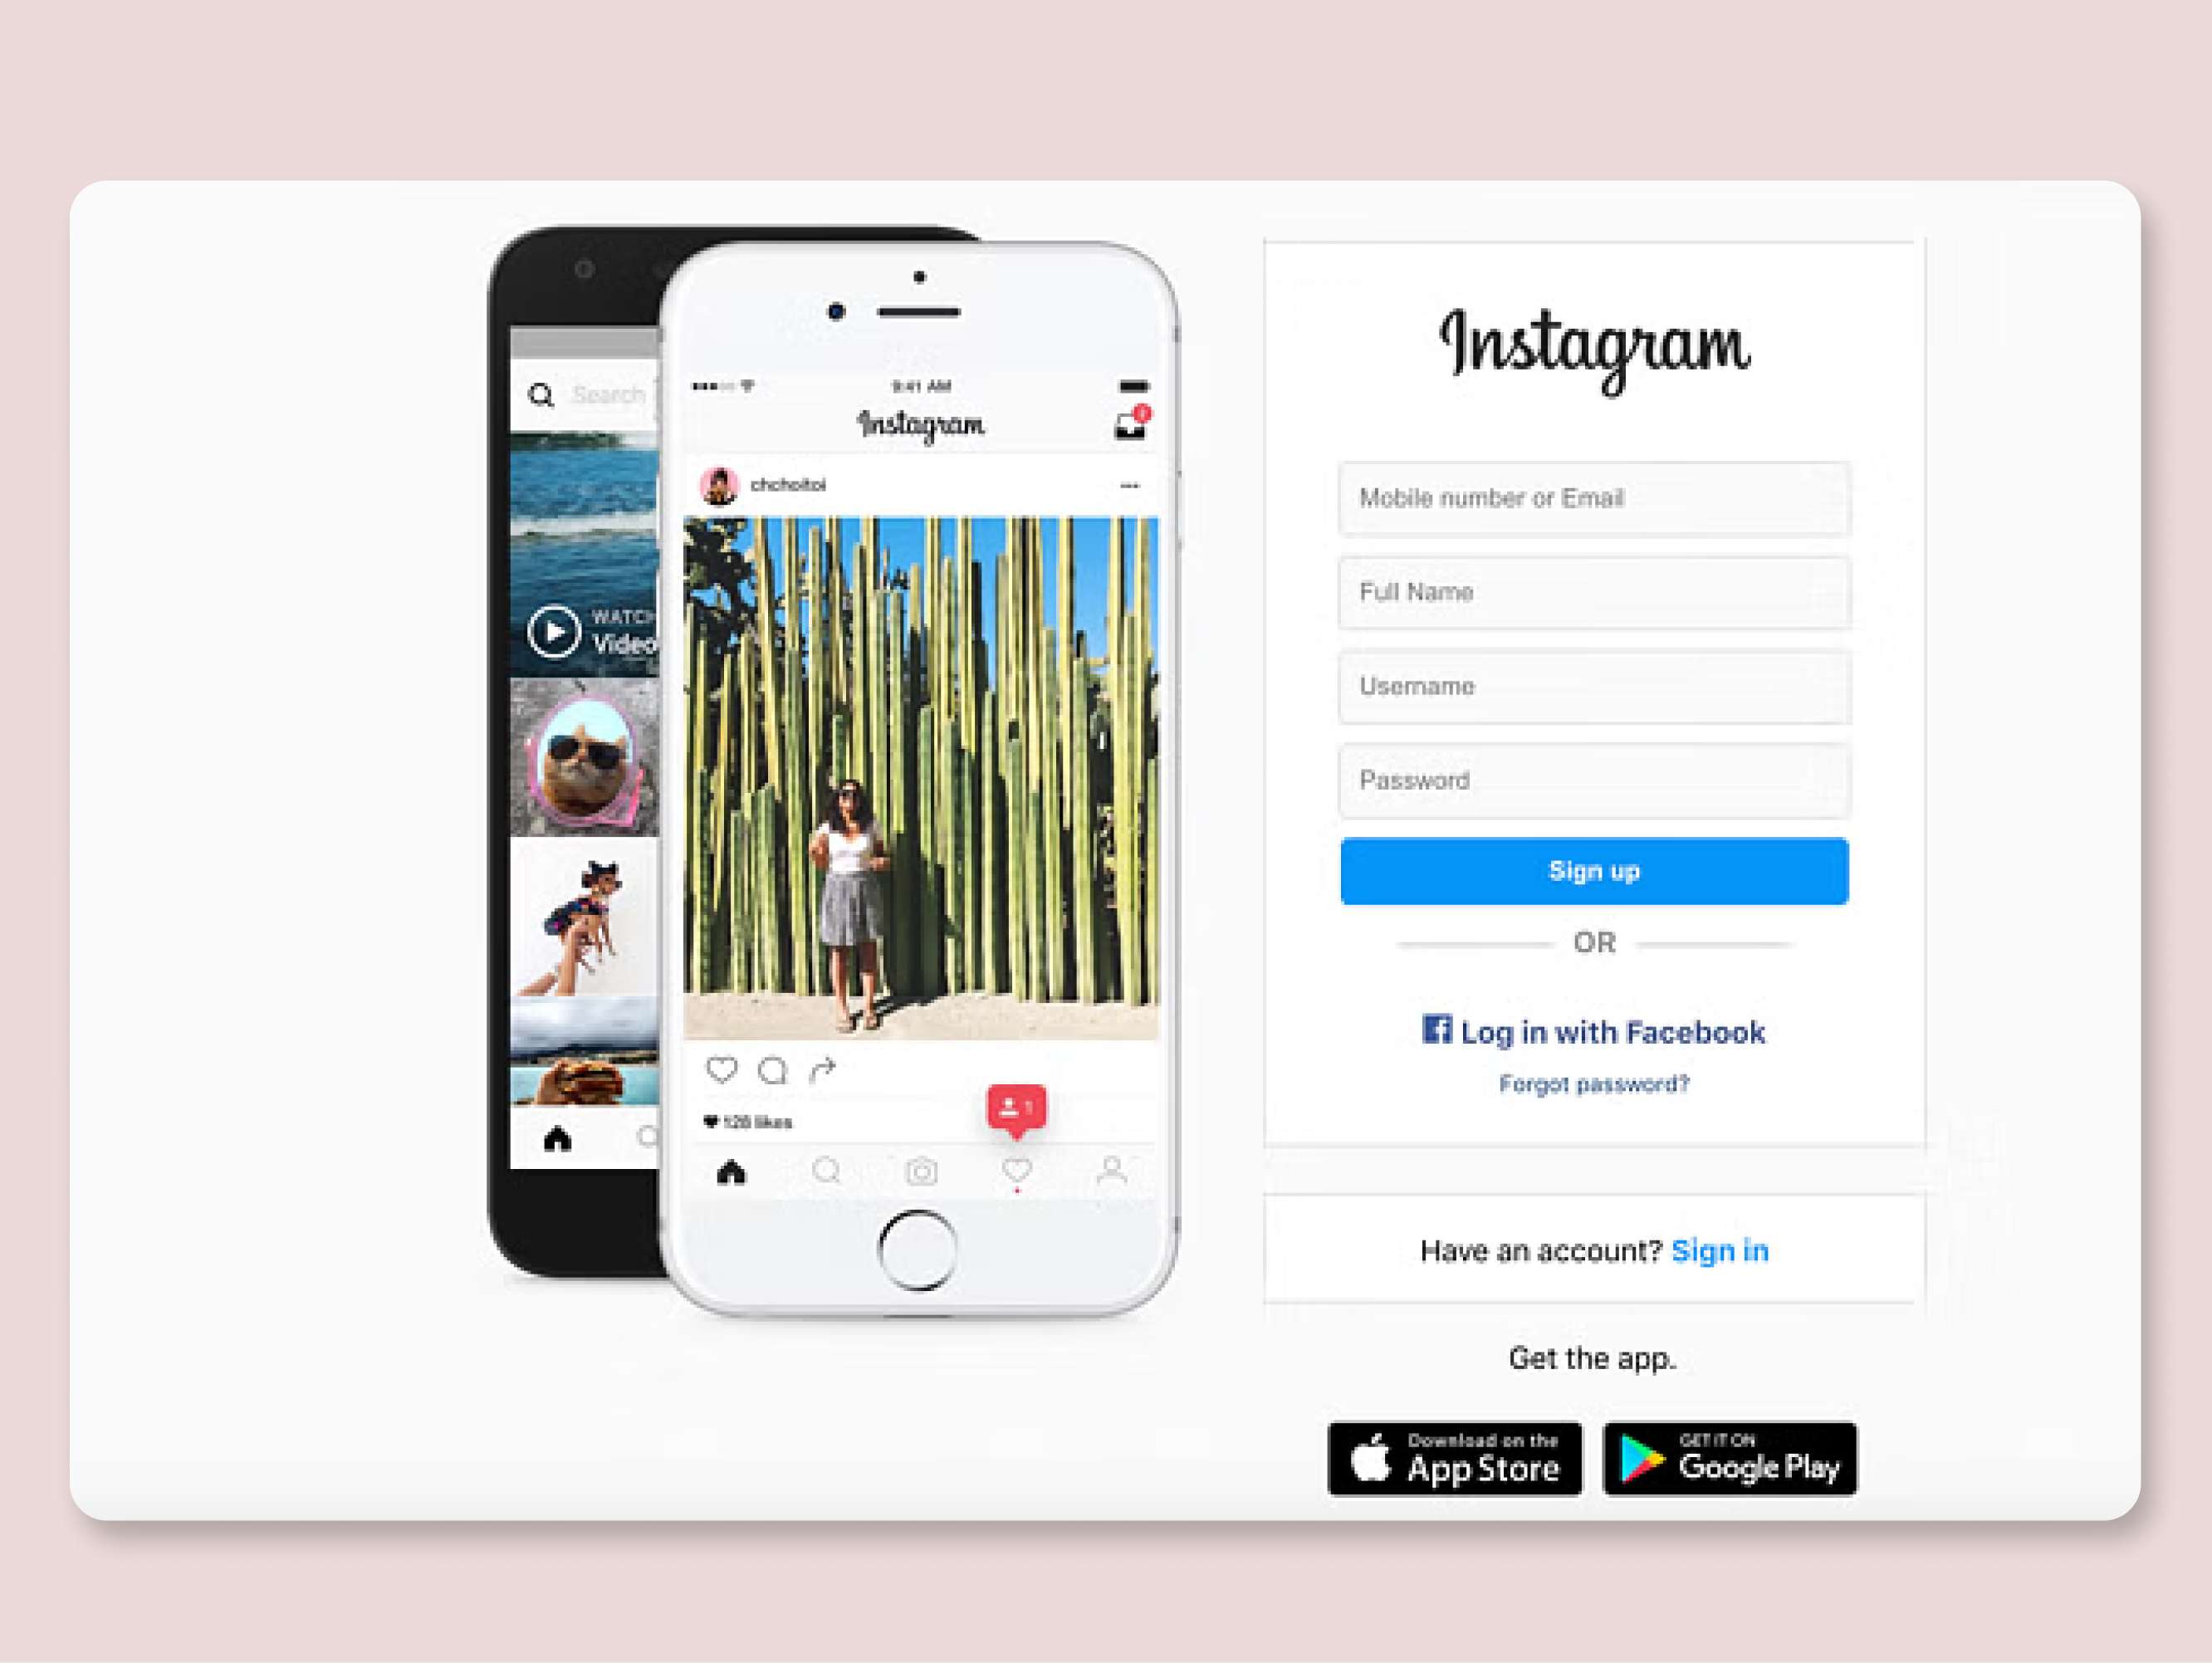 Search
WATCH
Video
9:41 AM
Instagram
chchoitoi
128 likes
1
Instagram
Mobile number or Email
Full Name
Username
Password
Sign up
OR
Log in with Facebook
Forgot password?
Have an account? Sign in
Get the app.
Download on the
App Store
GET IT ON
Google Play